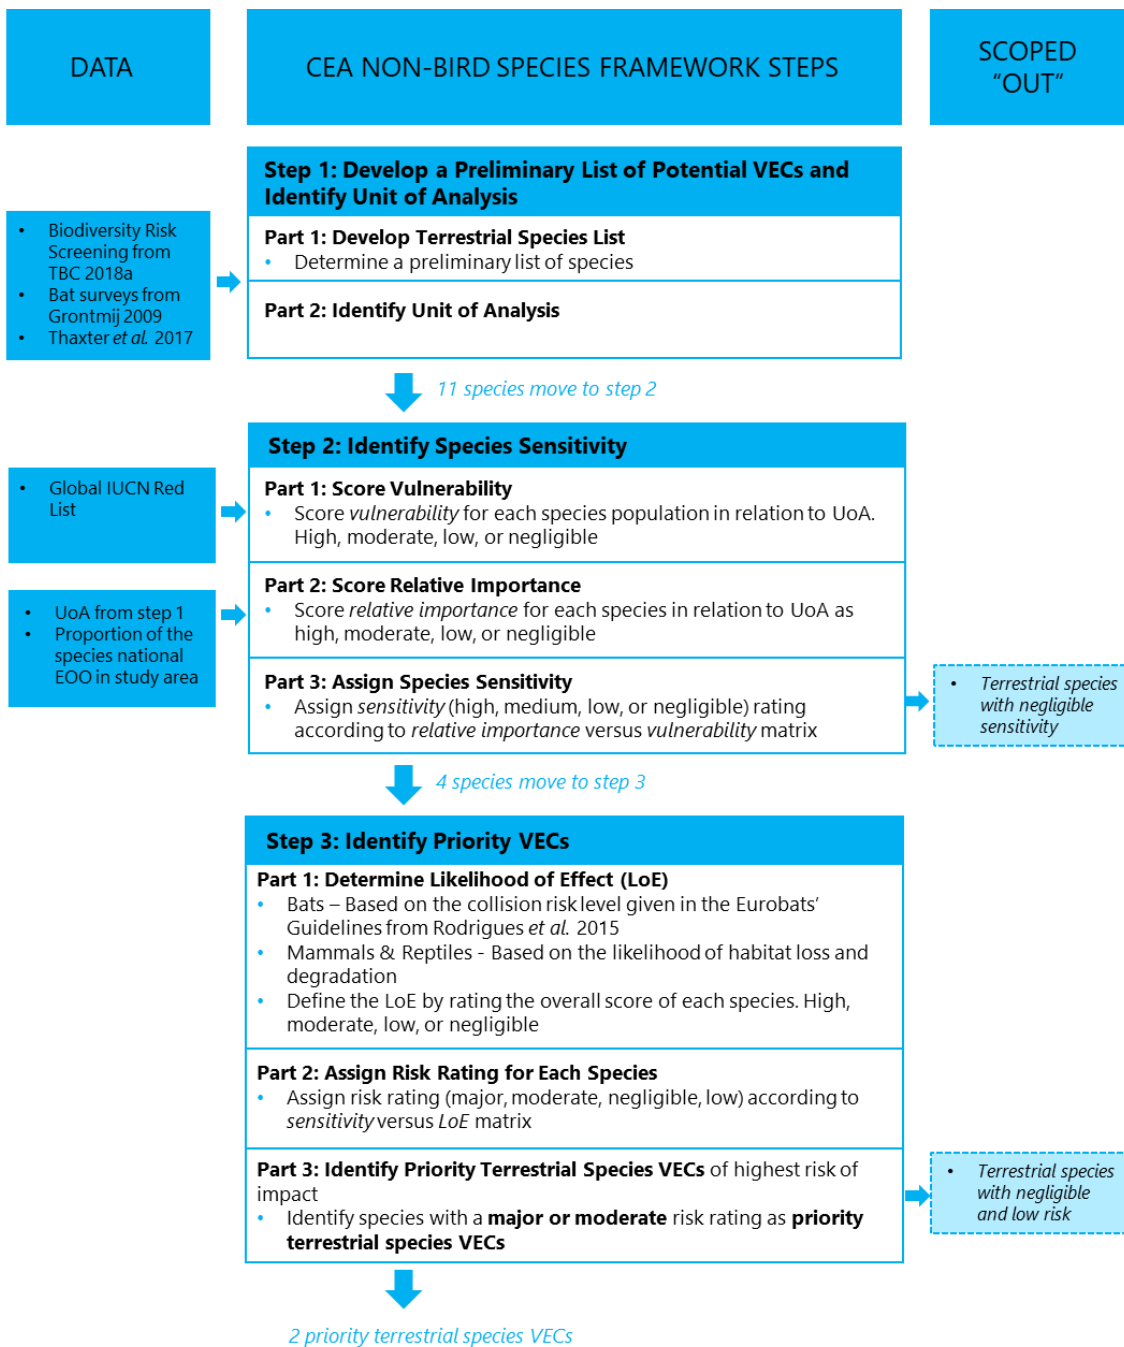 DATA
CEA NON-BIRD SPECIES FRAMEWORK STEPS
SCOPED
“OUT”
Step 1: Develop a Preliminary List of Potential VECs and
Identify Unit of Analysis
• Biodiversity Risk
Screening from
TBC 2018a
• Bat surveys from
Grontmij 2009
• Thaxter et al. 2017
Part 1: Develop Terrestrial Species List
• Determine a preliminary list of species
Part 2: Identify Unit of Analysis
11 species move to step 2
Step 2: Identify Species Sensitivity
• Global IUCN Red
List
Part 1: Score Vulnerability
• Score vulnerability for each species population in relation to UoA.
High, moderate, low, or negligible
• UoA from step 1
• Proportion of the
species national
EOO in study area
Part 2: Score Relative Importance
• Score relative importance for each species in relation to UoA as
high, moderate, low, or negligible
Part 3: Assign Species Sensitivity
• Assign sensitivity (high, medium, low, or negligible) rating
according to relative importance versus vulnerability matrix
• Terrestrial species
with negligible
sensitivity
4 species move to step 3
Step 3: Identify Priority VECs
Part 1: Determine Likelihood of Effect (LoE)
• Bats – Based on the collision risk level given in the Eurobats’
Guidelines from Rodrigues et al. 2015
• Mammals & Reptiles - Based on the likelihood of habitat loss and
degradation
• Define the LoE by rating the overall score of each species. High,
moderate, low, or negligible
Part 2: Assign Risk Rating for Each Species
• Assign risk rating (major, moderate, negligible, low) according to
sensitivity versus LoE matrix
Part 3: Identify Priority Terrestrial Species VECs of highest risk of
impact
• Identify species with a major or moderate risk rating as priority
terrestrial species VECs
• Terrestrial species
with negligible
and low risk
2 priority terrestrial species VECs